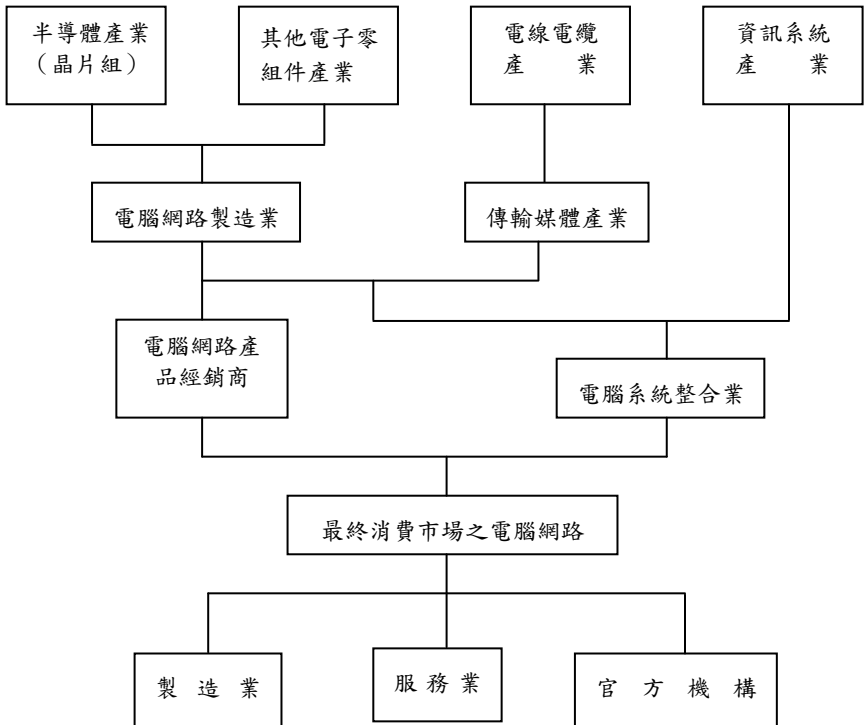 半導體產業
（晶片組）
其他電子零
組件產業
電線電纜
產業
資訊系統
產業
電腦網路製造業
傳輸媒體產業
電腦網路產
品經銷商
電腦系統整合業
最終消費市場之電腦網路
製造業
服務業
官方機構